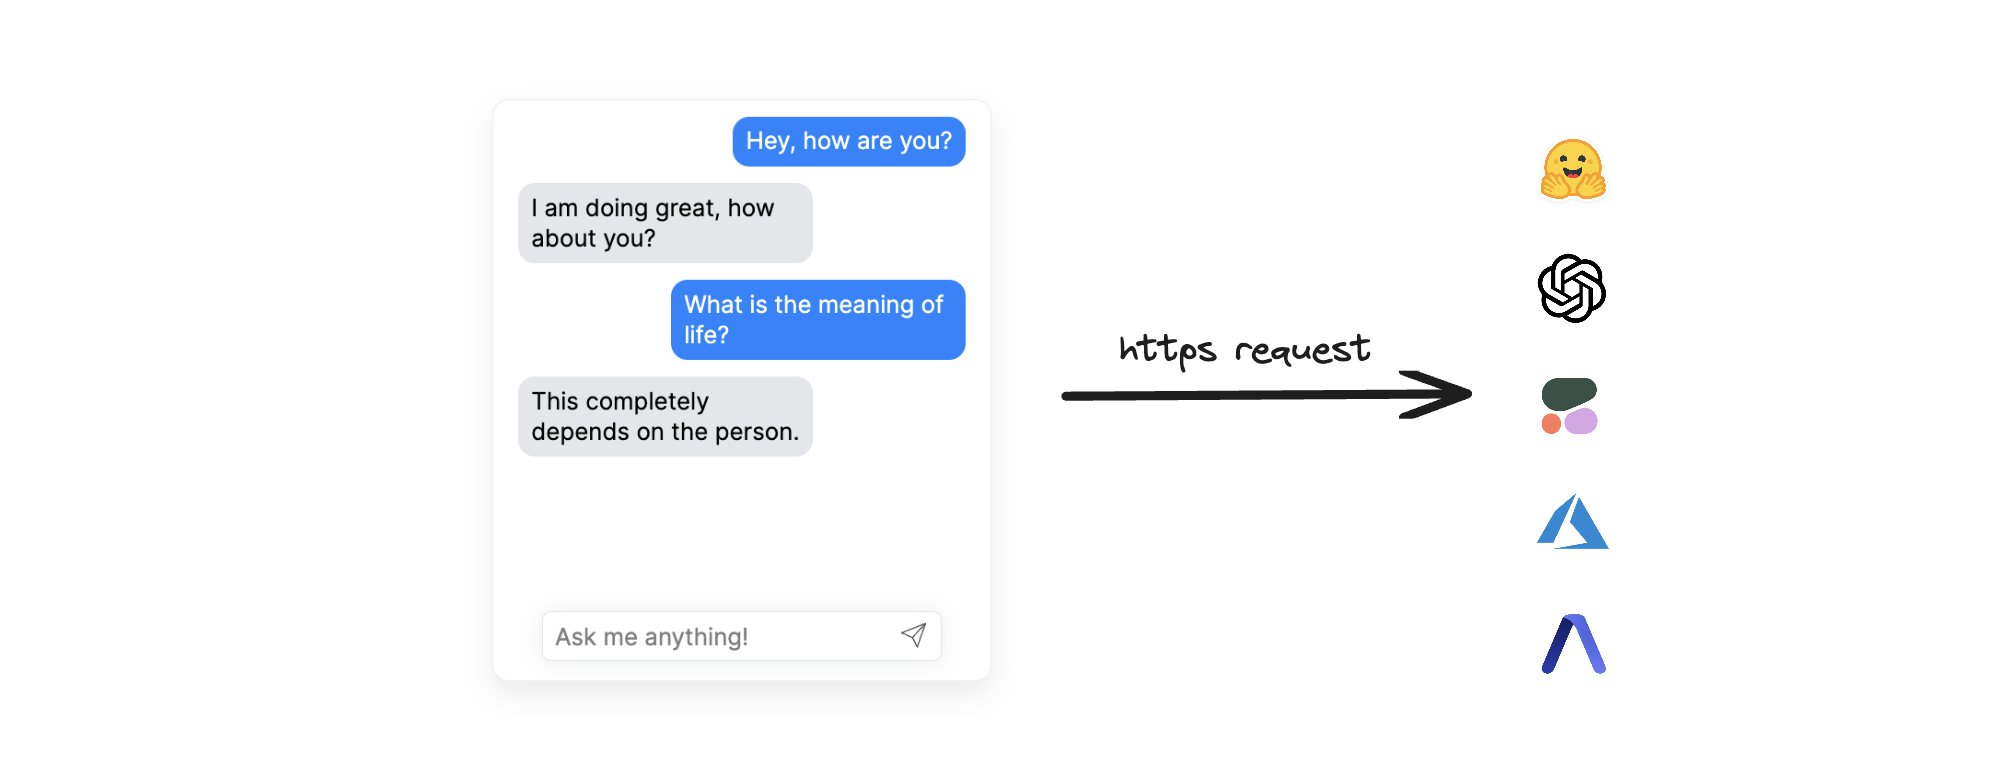 Hey, how are you?
I am doing great, how
about you?
What is the meaning of
life?
This completely
depends on the person.
Ask me anything!
https request